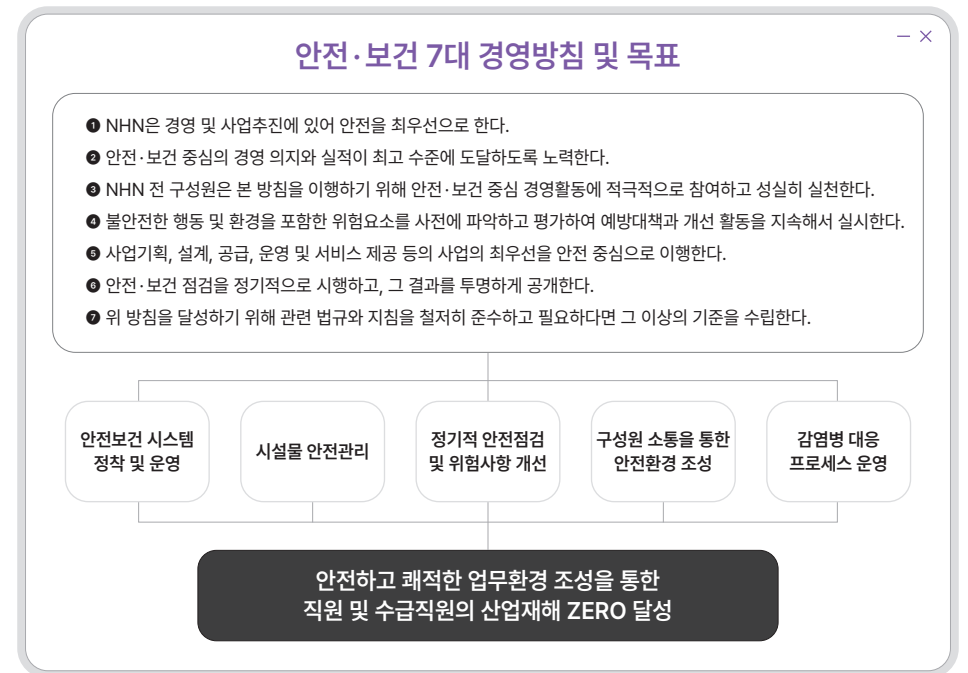 안전·보건 7대 경영방침 및 목표
❶ NHN은 경영 및 사업추진에 있어 안전을 최우선으로 한다.
❷ 안전·보건 중심의 경영 의지와 실적이 최고 수준에 도달하도록 노력한다.
❸ NHN 전 구성원은 본 방침을 이행하기 위해 안전·보건 중심 경영활동에 적극적으로 참여하고 성실히 실천한다.
❹ 불안전한 행동 및 환경을 포함한 위험요소를 사전에 파악하고 평가하여 예방대책과 개선 활동을 지속해서 실시한다.
❺ 사업기획, 설계, 공급, 운영 및 서비스 제공 등의 사업의 최우선을 안전 중심으로 이행한다.
❻ 안전·보건 점검을 정기적으로 시행하고, 그 결과를 투명하게 공개한다.
❼ 위 방침을 달성하기 위해 관련 법규와 지침을 철저히 준수하고 필요하다면 그 이상의 기준을 수립한다.
안전보건 시스템
정착 및 운영
시설물 안전관리
정기적 안전점검
및 위험사항 개선
구성원 소통을 통한
안전환경 조성
감염병 대응
프로세스 운영
안전하고 쾌적한 업무환경 조성을 통한
직원 및 수급직원의 산업재해 ZERO 달성